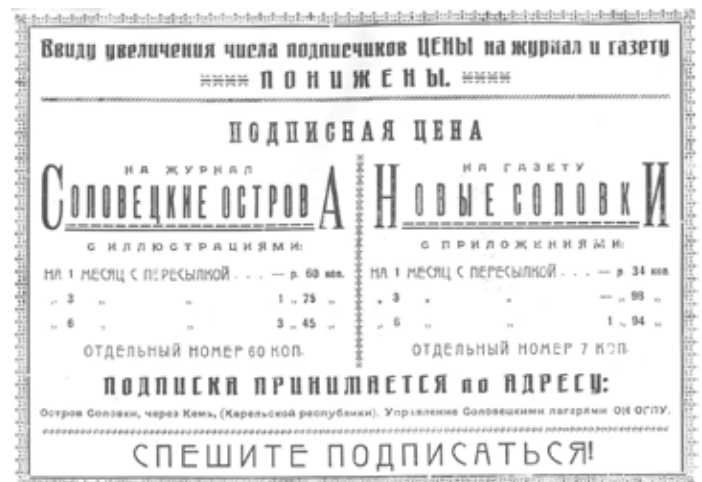 Ввиду увеличения числа подписчиков ЦЕНЫ на журнал и газету
ПОНИЖЕНЫ.
ПОДПИСНАЯ ЦЕНА
НА ЖУРНАЛ
СОЛОВЕЦКИЕ ОСТРОВА
С ИЛЛЮСТРАЦИЯМИ:
НА 1 МЕСЯЦ С ПЕРЕСЫЛКОЙ . . . — р. 60 коп.
„ 3 „ „ 1 „ 75 „
„ 6 „ „ 3 „ 45 „
ОТДЕЛЬНЫЙ НОМЕР 60 КОП.
НА ГАЗЕТУ
НОВЫЕ СОЛОВКИ
С ПРИЛОЖЕНИЯМИ:
НА 1 МЕСЯЦ С ПЕРЕСЫЛКОЙ . . . — р 34 коп.
„ 3 „ „ — „ 98 „
„ 6 „ „ 1 „ 94 „
ОТДЕЛЬНЫЙ НОМЕР 7 КОП.
ПОДПИСКА ПРИНИМАЕТСЯ по АДРЕСУ:
Остров Соловки, через Кемь, (Карельской республики). Управление Соловецкими лагарями ОН ОГПУ.
СПЕШИТЕ ПОДПИСАТЬСЯ!